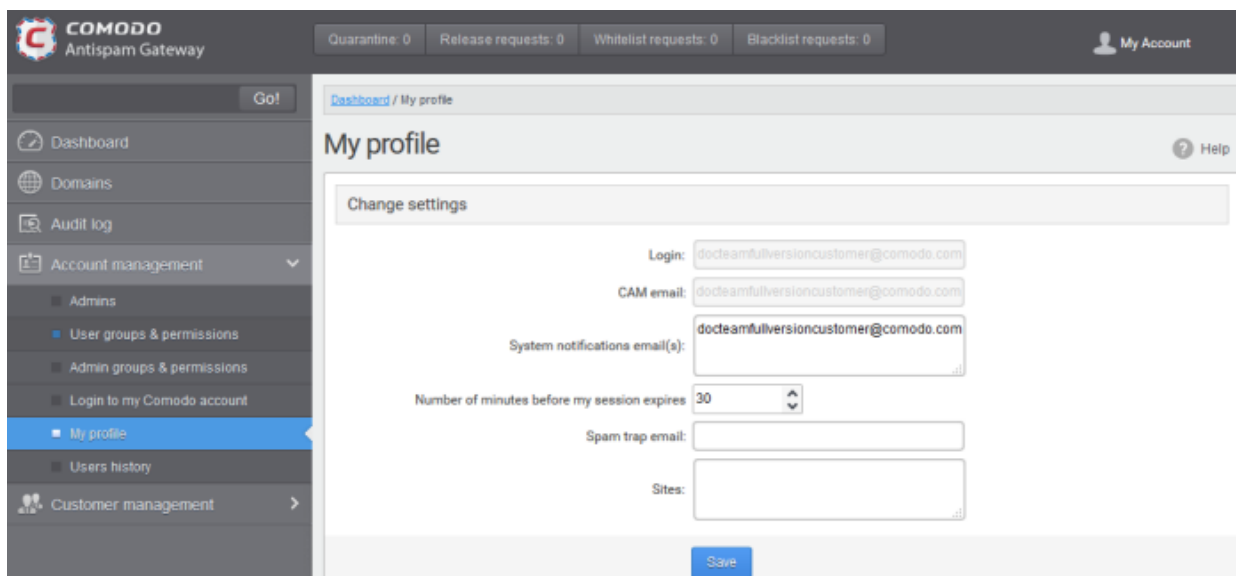 COMODO
Antispam Gateway
Quarantine: 0 Release requests: 0 Whitelist requests: 0 Blacklist requests: 0
My Account
Go!
Dashboard
Domains
Audit log
Account management
Admins
User groups & permissions
Admin groups & permissions
Login to my Comodo account
My profile
Users history
Customer management
Dashboard / My profile
My profile
Help
Change settings
Login: docteamfullversioncustomer@comodo.com
CAM email: docteamfullversioncustomer@comodo.com
System notifications email(s): docteamfullversioncustomer@comodo.com
Number of minutes before my session expires 30
Spam trap email:
Sites:
Save